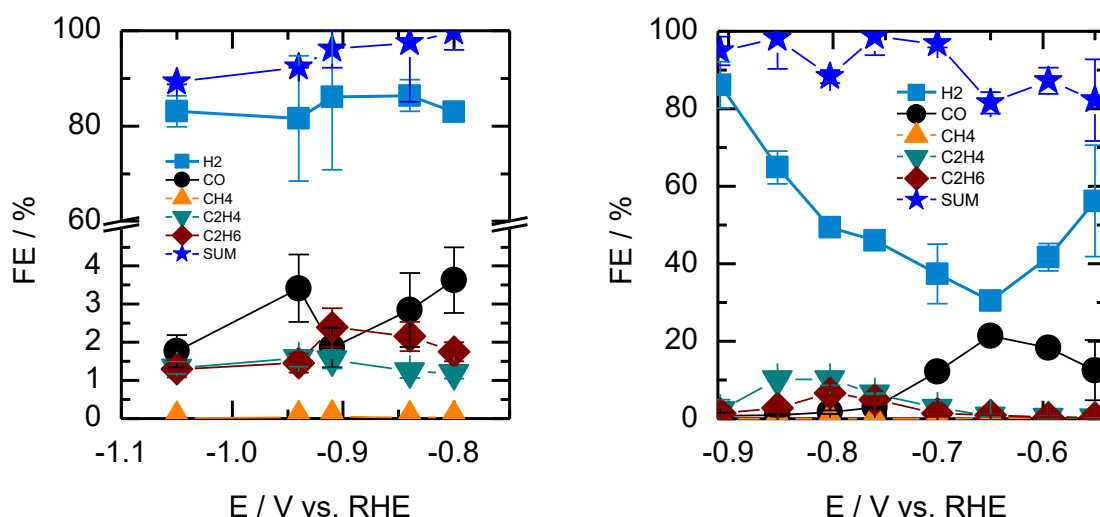 100
80
60
4
3
2
1
0
FE / %
H2
CO
CH4
C2H4
C2H6
SUM
-1.1
-1.0
-0.9
-0.8
E / V vs. RHE
100
80
60
40
20
0
FE / %
H2
CO
CH4
C2H4
C2H6
SUM
-0.9
-0.8
-0.7
-0.6
E / V vs. RHE